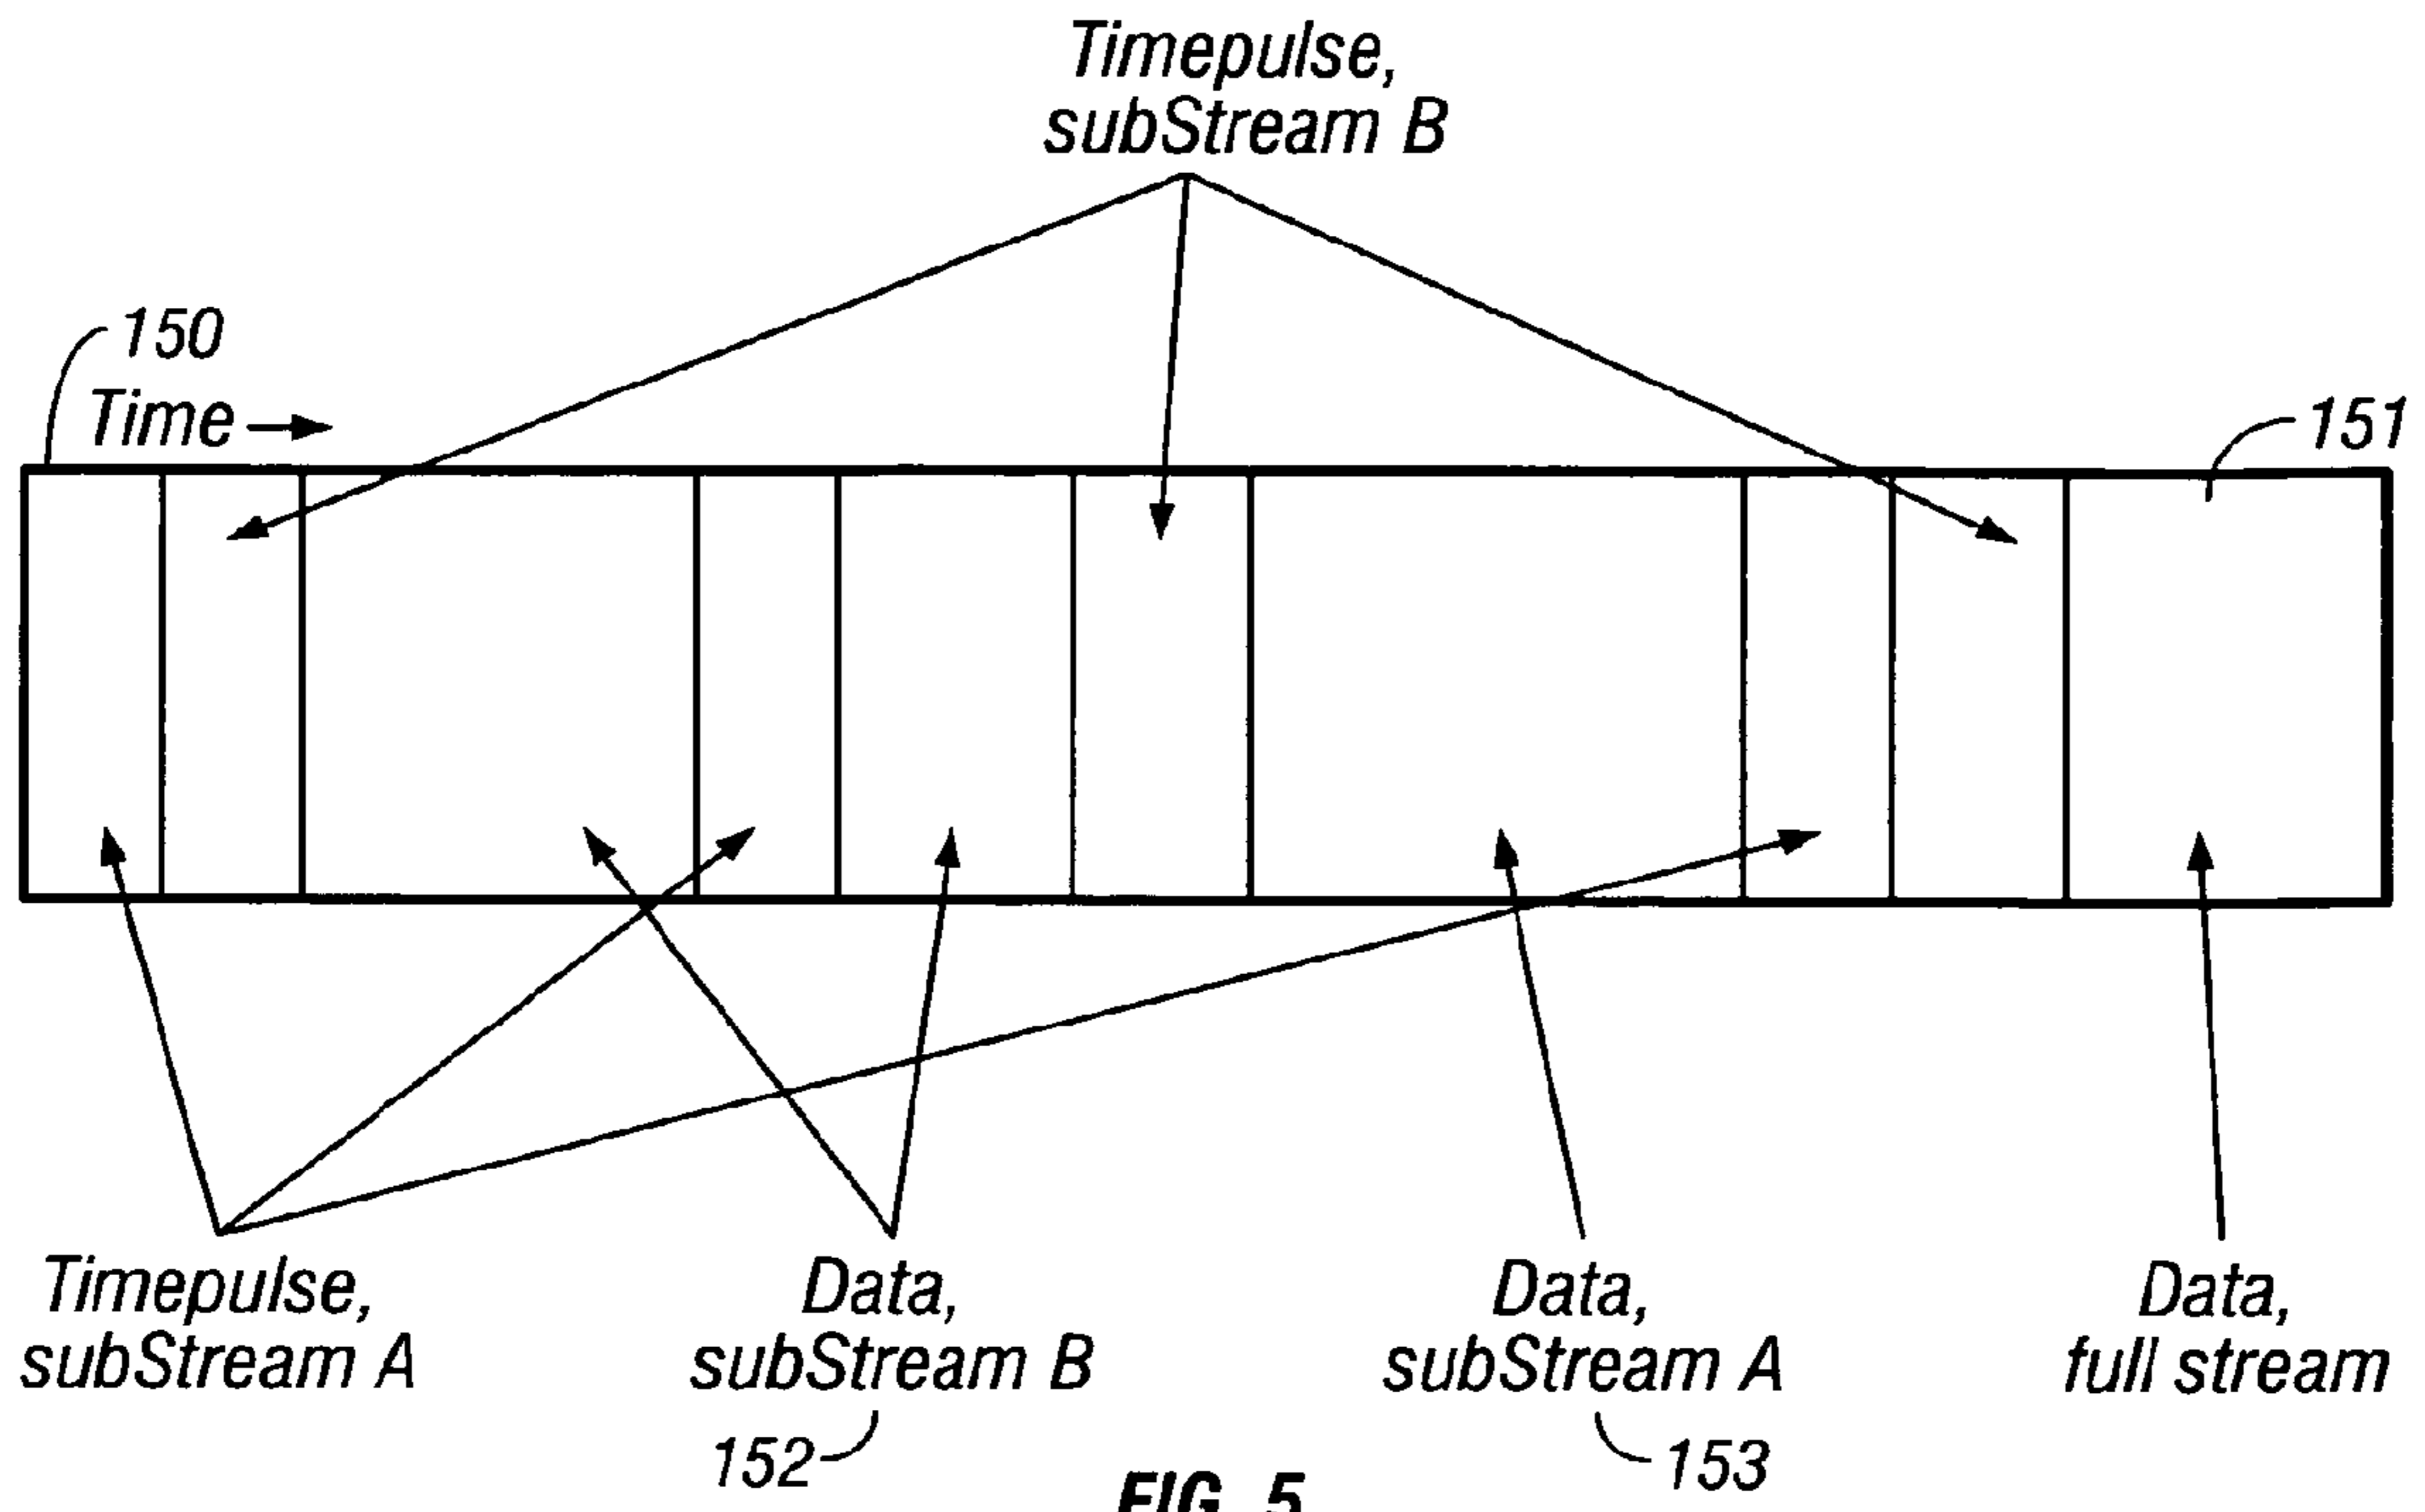 Timepulse,
subStream B
150
Time
151
Timepulse,
subStream A
Data,
subStream B
152
Data,
subStream A
153
Data,
full stream
FIG. 5